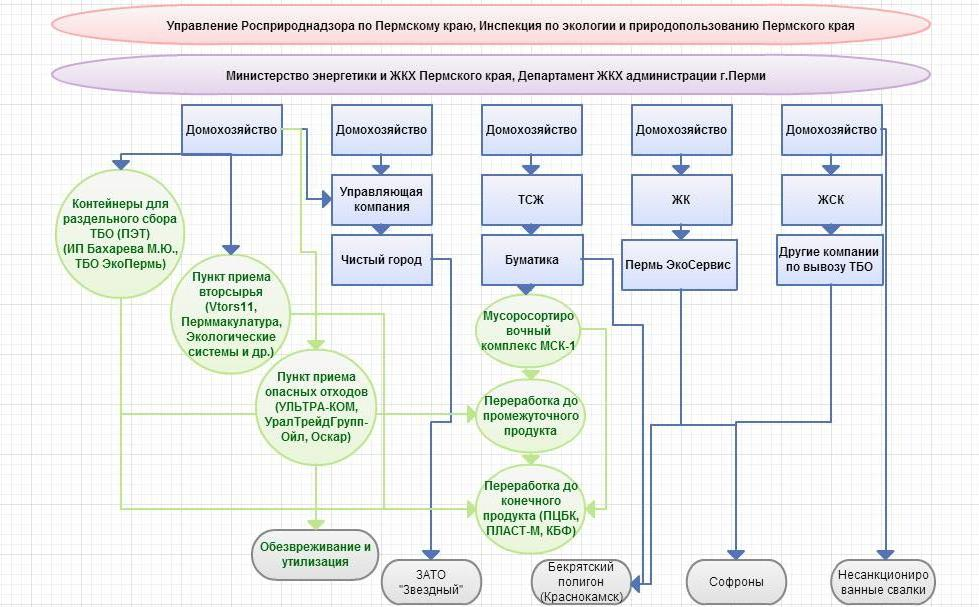 Управление Росприроднадзора по Пермскому краю, Инспекция по экологии и природопользованию Пермского края
Министерство энергетики и ЖКХ Пермского края, Департамент ЖКХ администрации г.Перми
Домохозяйство
Домохозяйство
Домохозяйство
Домохозяйство
Домохозяйство
Управляющая
компания
ТСЖ
ЖК
ЖСК
Контейнеры для
раздельного сбора
ТБО (ПЭТ)
(ИП Бахарева М.Ю.,
ТБО ЭкоПермь)
Чистый город
Буматика
Пермь ЭкоСервис
Другие компании
по вывозу ТБО
Пункт приема
вторсырья
(Vtors11,
Перммакулатура,
Экологические
системы и др.)
Мусоросортиро
вочный
комплекс МСК-1
Пункт приема
опасных отходов
(УЛЬТРА-КОМ,
УралТрейдГрупп-
Ойл, Оскар)
Переработка до
промежуточного
продукта
Переработка до
конечного
продукта (ПЦБК,
ПЛАСТ-М, КБФ)
Обезвреживание и
утилизация
ЗАТО
"Звездный"
Бекрятский
полигон
(Краснокамск)
Софроны
Несанкциониро
ванные свалки